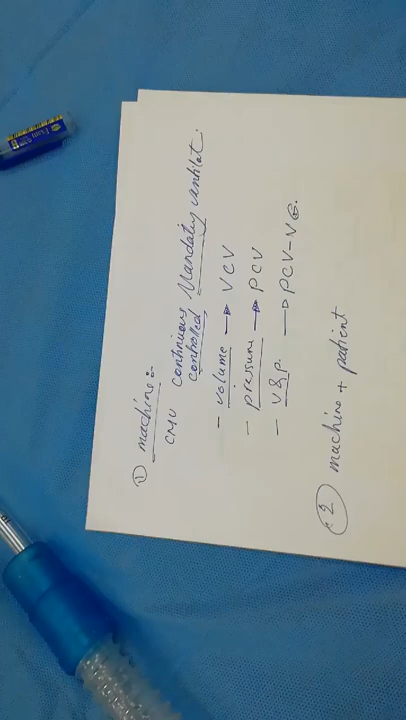 ① machine:-
CMV continuous Mandatory ventilat.
controlled
- volume → VCV
- pressure → PCV
- V&P. → PCV-VG.
② machine + patient